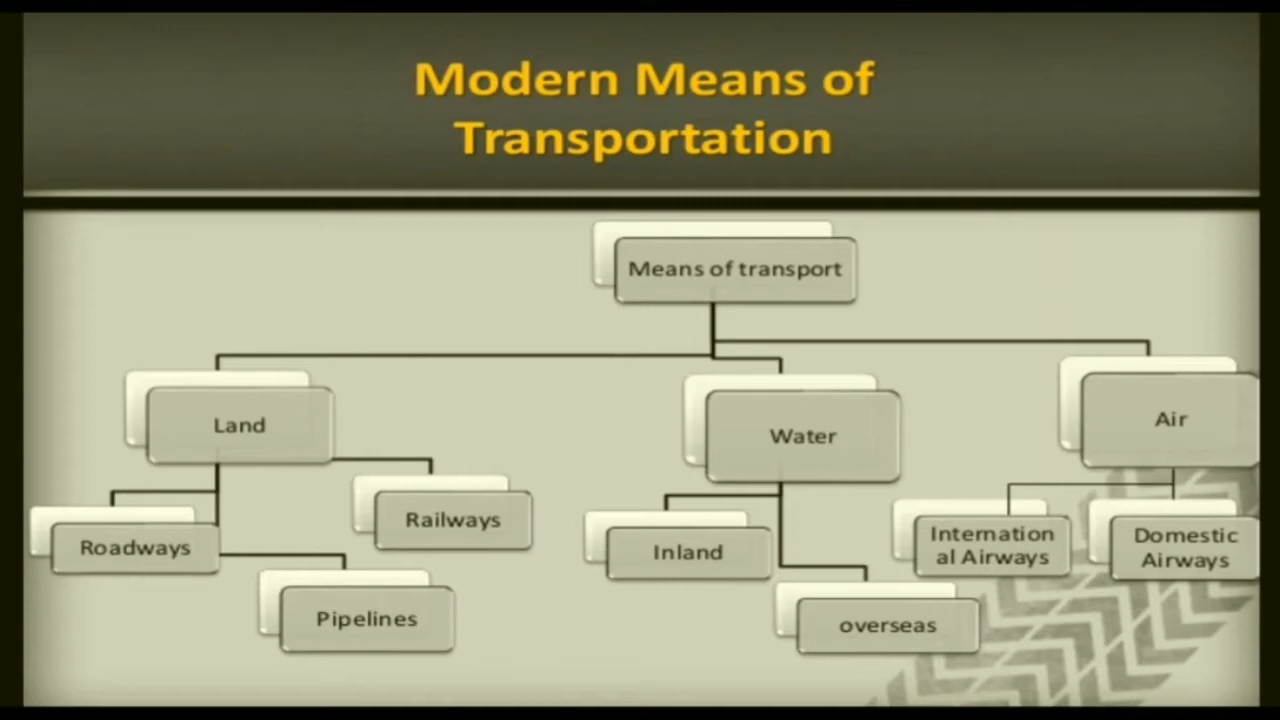 Modern Means of
Transportation
Means of transport
Land
Water
Air
Roadways
Railways
Pipelines
Inland
overseas
Internation
al Airways
Domestic
Airways